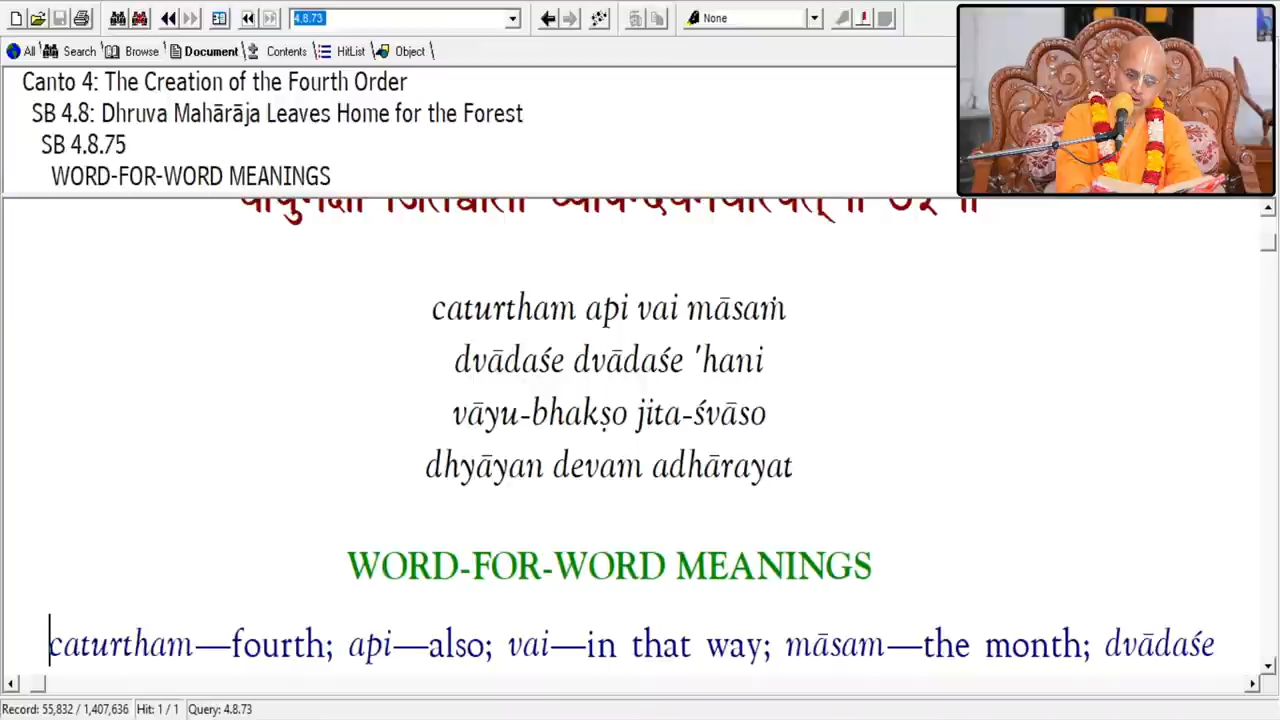 4.8.73
None
All
Search
Browse
Document
Contents
HitList
Object
Canto 4: The Creation of the Fourth Order
SB 4.8: Dhruva Mahārāja Leaves Home for the Forest
SB 4.8.75
WORD-FOR-WORD MEANINGS
caturtham api vai māsaṁ
dvādaśe dvādaśe 'hani
vāyu-bhakṣo jita-śvāso
dhyāyan devam adhārayat
WORD-FOR-WORD MEANINGS
caturtham—fourth; api—also; vai—in that way; māsam—the month; dvādaśe
Record: 55,832 / 1,407,636
Hit: 1 / 1
Query: 4.8.73